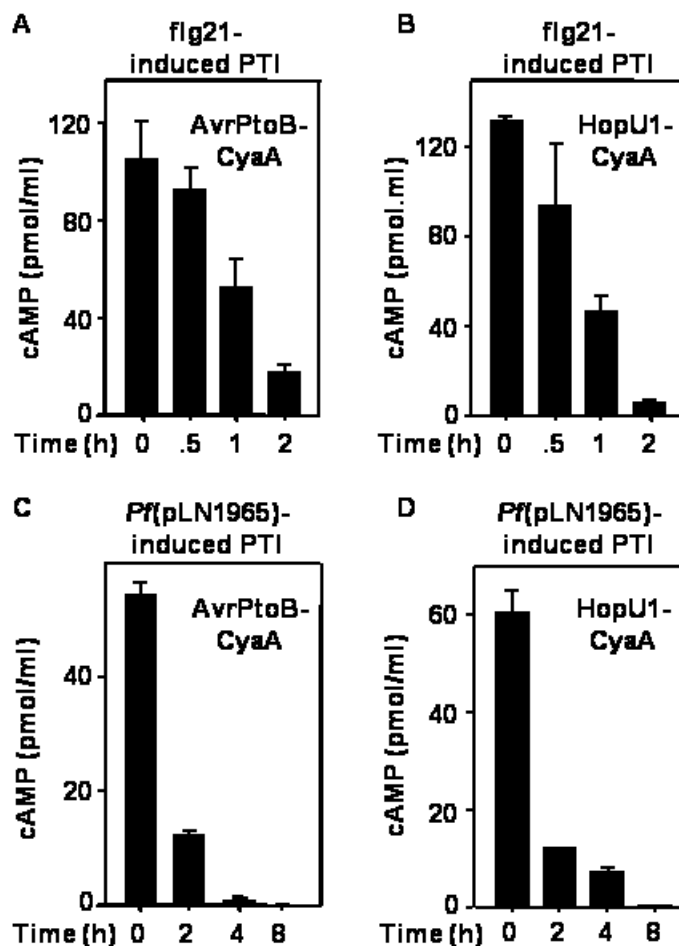 A
flg21-
induced PTI
AvrPtoB-
CyaA
cAMP (pmol/ml)
120
80
40
0
Time (h) 0 .5 1 2
B
flg21-
induced PTI
HopU1-
CyaA
cAMP (pmol.ml)
120
80
40
0
Time (h) 0 .5 1 2
C
Pf(pLN1965)-
induced PTI
AvrPtoB-
CyaA
cAMP (pmol/ml)
40
20
0
Time (h) 0 2 4 8
D
Pf(pLN1965)-
induced PTI
HopU1-
CyaA
cAMP (pmol/ml)
60
40
20
0
Time (h) 0 2 4 8